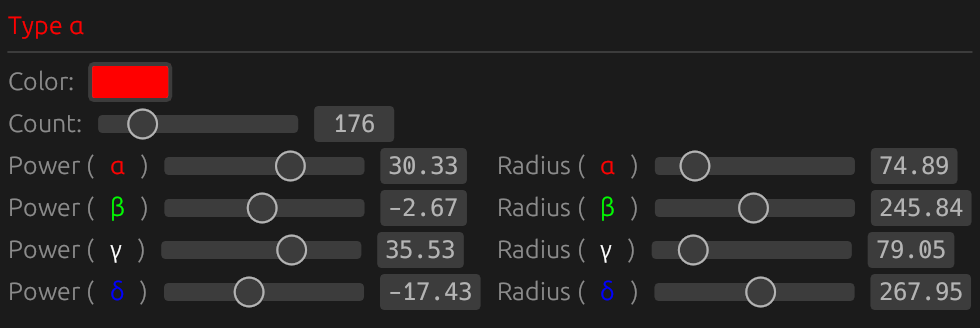 Type α
Color:
Count: 176
Power ( α ) 30.33 Radius ( α ) 74.89
Power ( β ) -2.67 Radius ( β ) 245.84
Power ( γ ) 35.53 Radius ( γ ) 79.05
Power ( δ ) -17.43 Radius ( δ ) 267.95